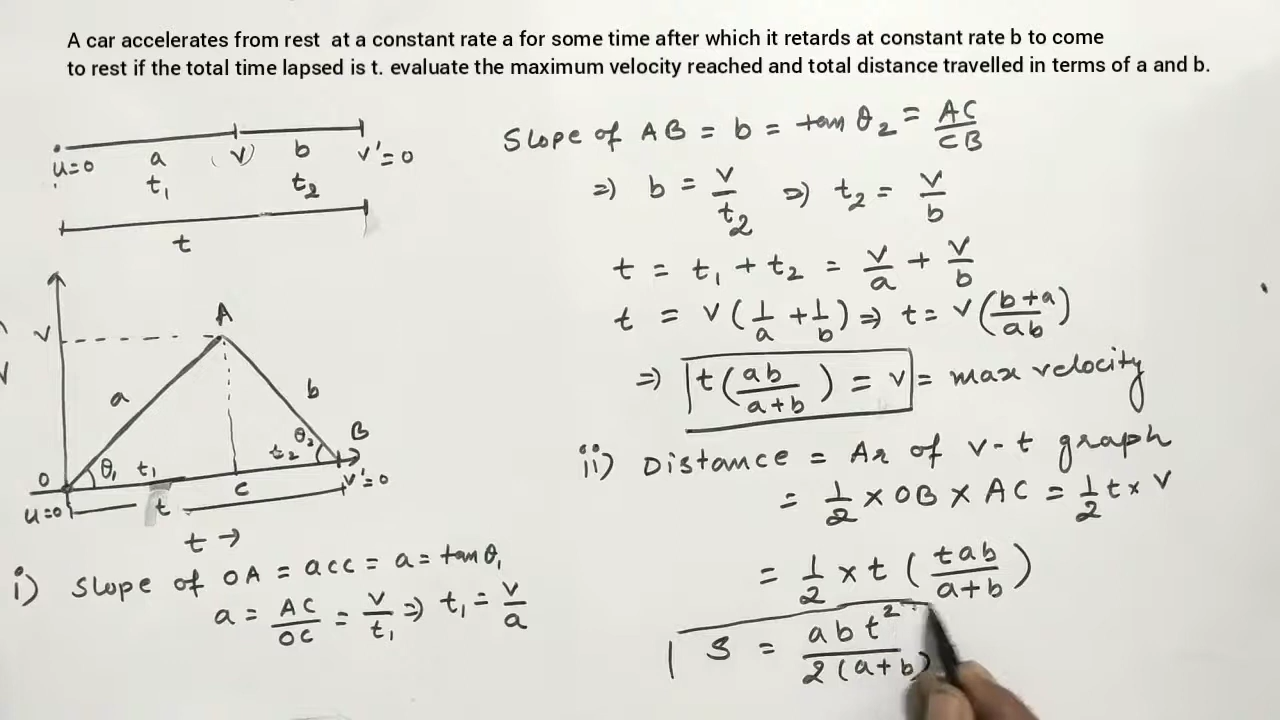 A car accelerates from rest at a constant rate a for some time after which it retards at constant rate b to come
to rest if the total time lapsed is t. evaluate the maximum velocity reached and total distance travelled in terms of a and b.
u=0 a (v) b v'=0
t₁ t₂
t
A
v
a b
O θ₁ t₁ t₂ θ₂ B
u=0 t C v'=0
t →
i) Slope of OA = acc = a = tan θ₁
a = AC/OC = v/t₁ ⇒ t₁ = v/a
Slope of AB = b = tan θ₂ = AC/CB
⇒ b = v/t₂ ⇒ t₂ = v/b
t = t₁ + t₂ = v/a + v/b
t = v(1/a + 1/b) ⇒ t = v(b+a/ab)
⇒ t(ab/a+b) = v = max velocity
ii) Distance = Ar of v-t graph
= 1/2 × OB × AC = 1/2 t × v
= 1/2 × t (tab/a+b)
S = abt²/2(a+b)